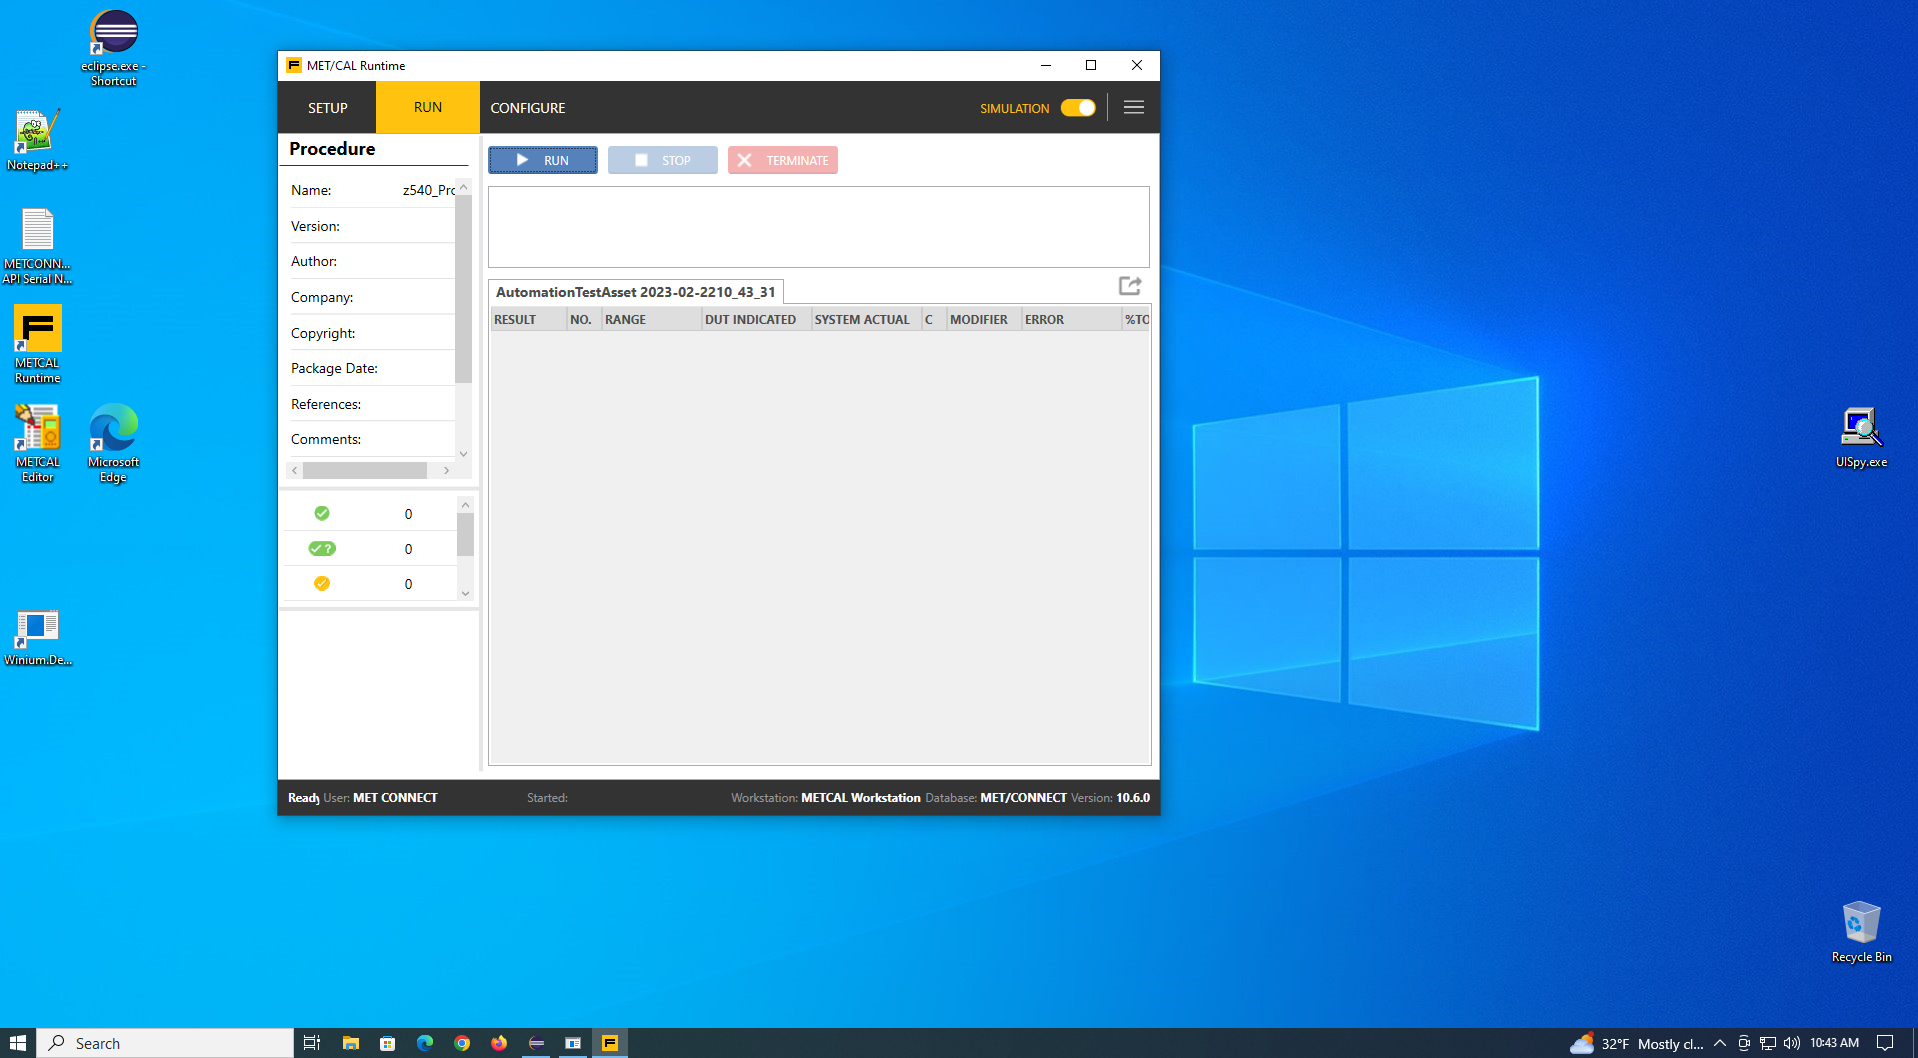 eclipse.exe -
Shortcut
Notepad++
METCONN...
API Serial N...
METCAL
Runtime
METCAL
Editor
Microsoft
Edge
Winium.De...
MET/CAL Runtime
SETUP
RUN
CONFIGURE
SIMULATION
Procedure
Name: z540_Prc
Version:
Author:
Company:
Copyright:
Package Date:
References:
Comments:
0
? 0
0
RUN
STOP
TERMINATE
AutomationTestAsset 2023-02-2210_43_31
RESULT NO. RANGE DUT INDICATED SYSTEM ACTUAL C MODIFIER ERROR %TO
Ready User: MET CONNECT Started: Workstation: METCAL Workstation Database: MET/CONNECT Version: 10.6.0
UISpy.exe
Recycle Bin
Search
32°F Mostly cl...
10:43 AM